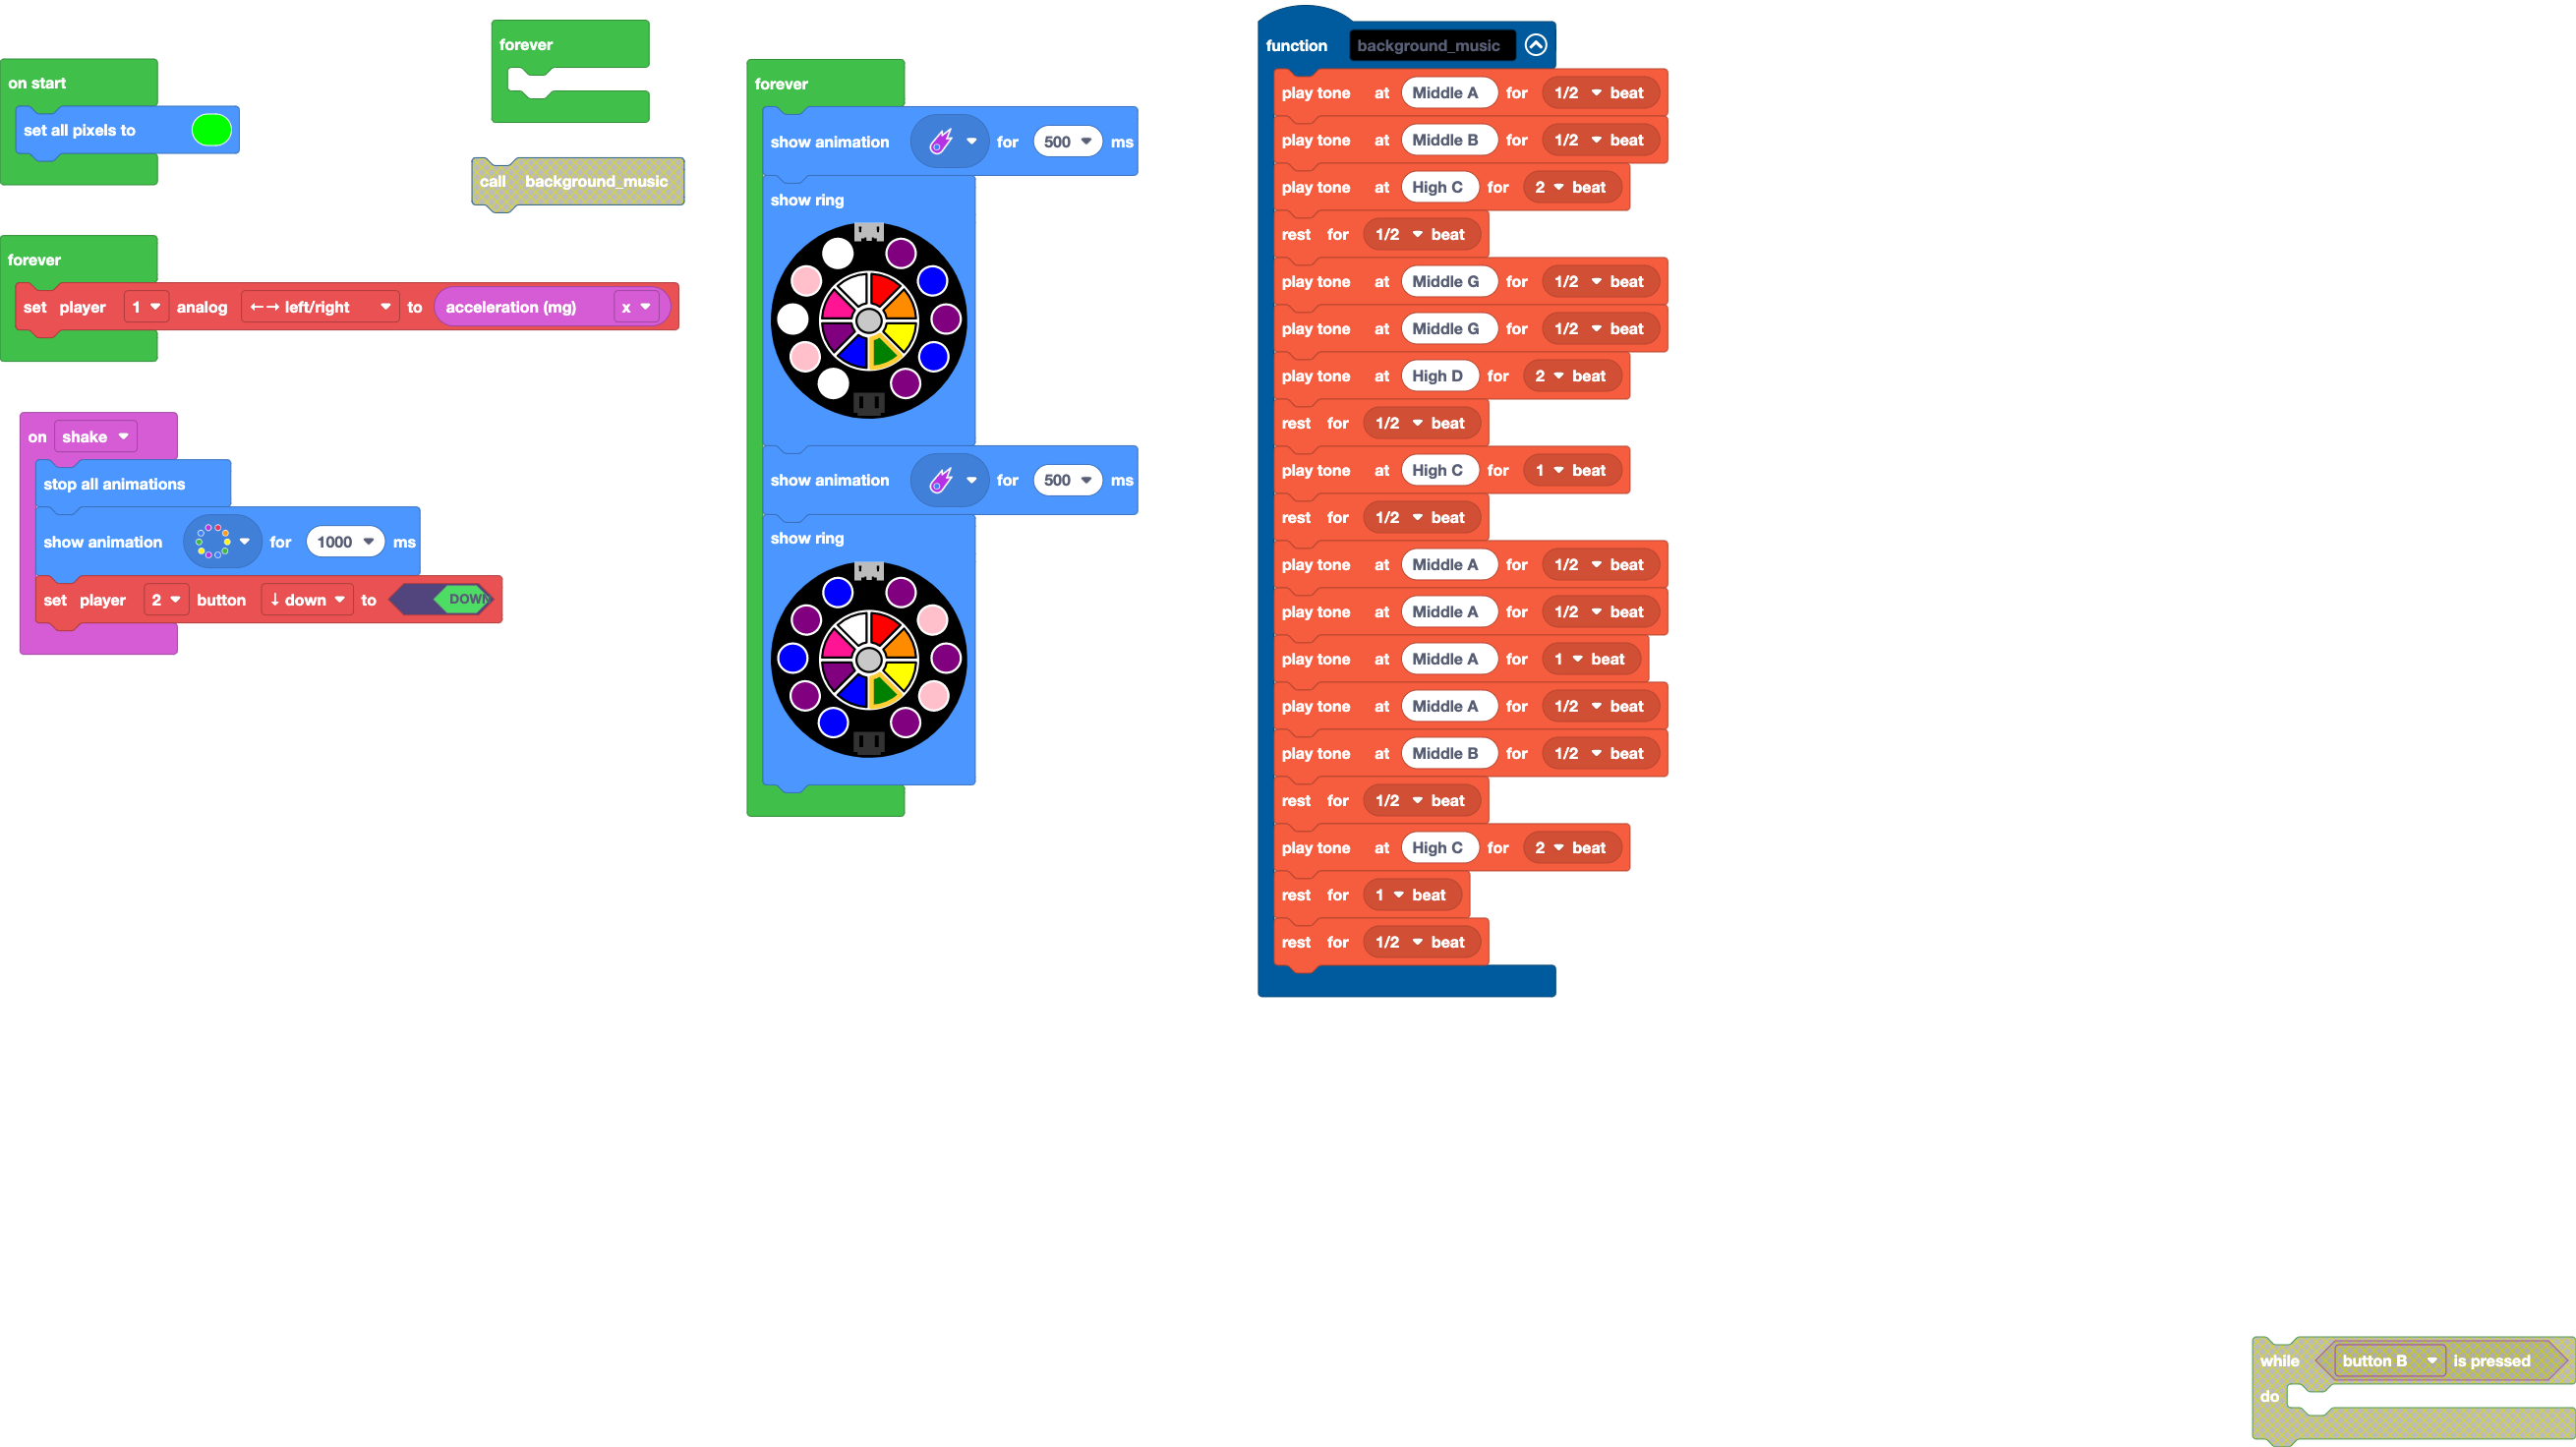 on start
set all pixels to
forever
set player 1 analog ←→ left/right to acceleration (mg) x
on shake
stop all animations
show animation for 1000 ms
set player 2 button ↓ down to DOWN
forever
call background_music
forever
show animation for 500 ms
show ring
show animation for 500 ms
show ring
function background_music
play tone at Middle A for 1/2 beat
play tone at Middle B for 1/2 beat
play tone at High C for 2 beat
rest for 1/2 beat
play tone at Middle G for 1/2 beat
play tone at Middle G for 1/2 beat
play tone at High D for 2 beat
rest for 1/2 beat
play tone at High C for 1 beat
rest for 1/2 beat
play tone at Middle A for 1/2 beat
play tone at Middle A for 1/2 beat
play tone at Middle A for 1 beat
play tone at Middle A for 1/2 beat
play tone at Middle B for 1/2 beat
rest for 1/2 beat
play tone at High C for 2 beat
rest for 1 beat
rest for 1/2 beat
while button B is pressed
do